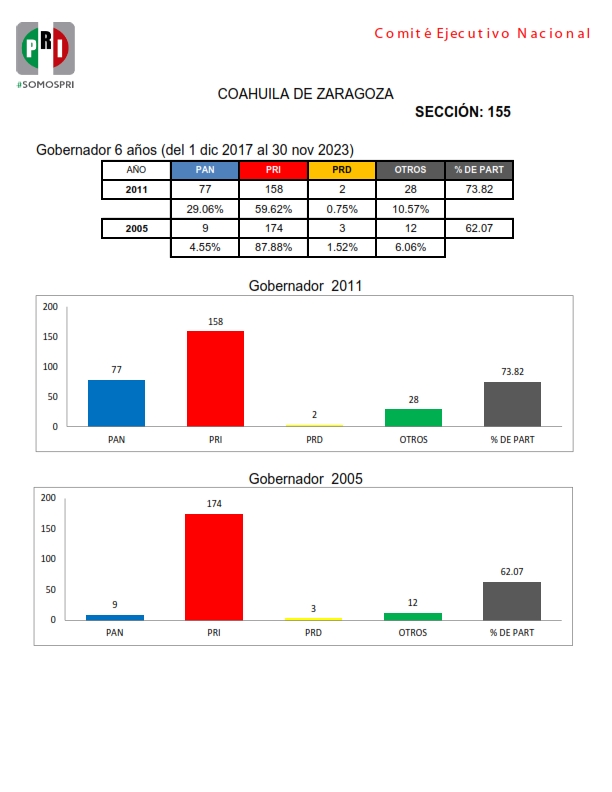 Comité Ejecutivo Nacional
PRI
#SOMOSPRI
COAHUILA DE ZARAGOZA
SECCIÓN: 155
Gobernador 6 años (del 1 dic 2017 al 30 nov 2023)
AÑO PAN PRI PRD OTROS % DE PART
2011 77 158 2 28 73.82
29.06% 59.62% 0.75% 10.57%
2005 9 174 3 12 62.07
4.55% 87.88% 1.52% 6.06%
Gobernador 2011
200
150
100
50
0
77 158 2 28 73.82
PAN PRI PRD OTROS % DE PART
Gobernador 2005
200
150
100
50
0
9 174 3 12 62.07
PAN PRI PRD OTROS % DE PART